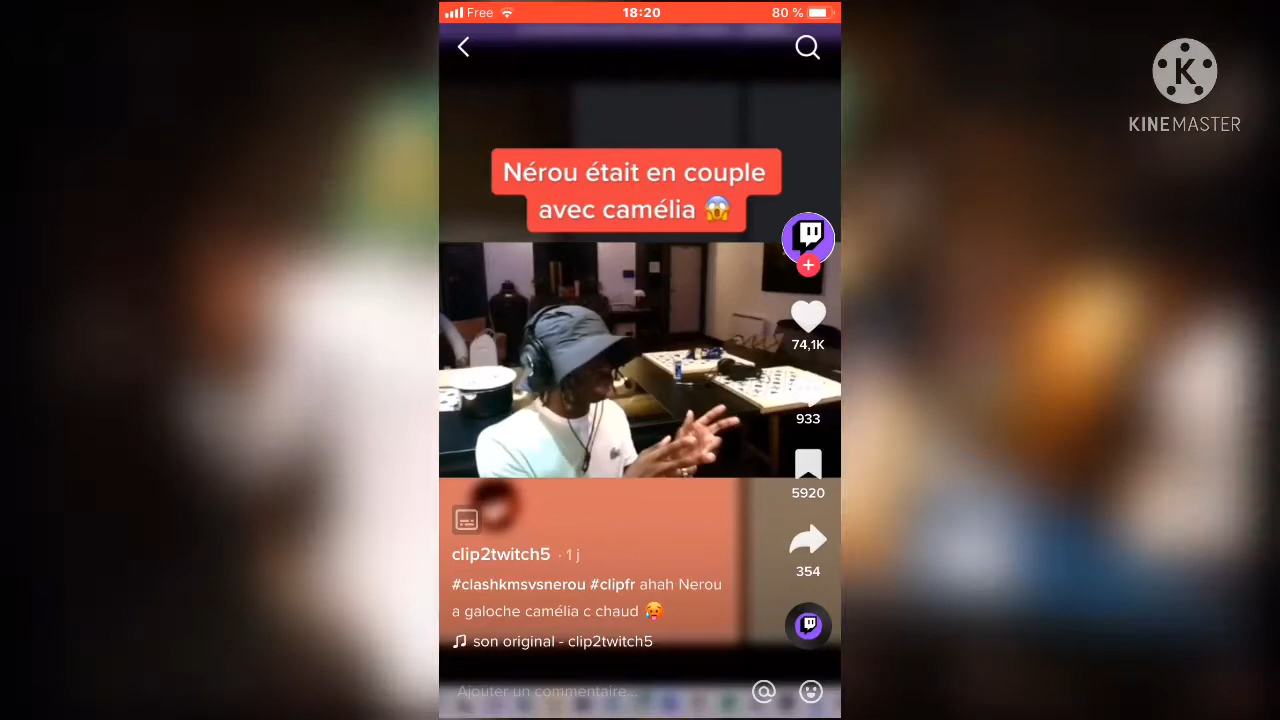 Free 18:20 80 %
KINEMASTER
Nérou était en couple
avec camélia 😱
74,1K
933
5920
354
clip2twitch5 · 1 j
#clashkmsvsnerou #clipfr ahah Nerou
a galoche camélia c chaud 🥵
son original - clip2twitch5
Ajouter un commentaire...